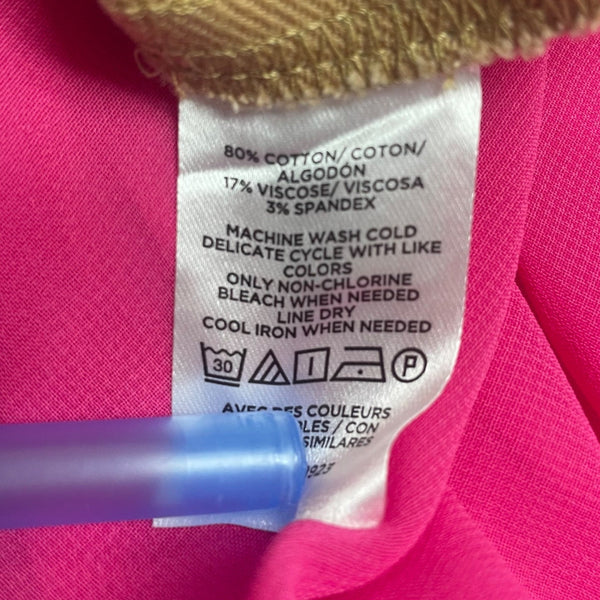 80% COTTON/ COTON/
ALGODÓN
17% VISCOSE/ VISCOSA
3% SPANDEX
MACHINE WASH COLD
DELICATE CYCLE WITH LIKE
COLORS
ONLY NON-CHLORINE
BLEACH WHEN NEEDED
LINE DRY
COOL IRON WHEN NEEDED
30 P
AVEC DES COULEURS
/ CON
SIMILARES